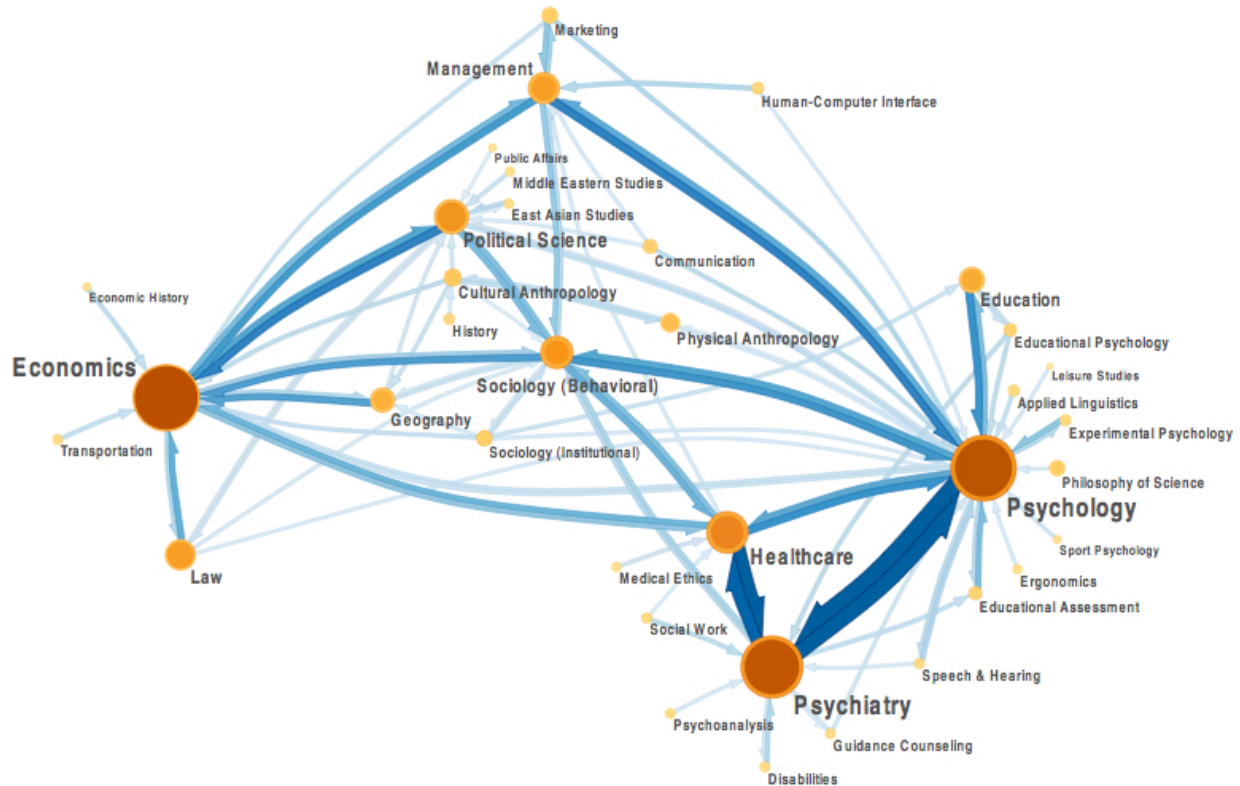 Marketing
Management
Human-Computer Interface
Public Affairs
Middle Eastern Studies
East Asian Studies
Political Science
Communication
Education
Cultural Anthropology
Economic History
History
Physical Anthropology
Educational Psychology
Economics
Sociology (Behavioral)
Leisure Studies
Applied Linguistics
Geography
Experimental Psychology
Transportation
Sociology (Institutional)
Philosophy of Science
Psychology
Sport Psychology
Healthcare
Law
Medical Ethics
Ergonomics
Educational Assessment
Social Work
Speech & Hearing
Psychiatry
Psychoanalysis
Guidance Counseling
Disabilities